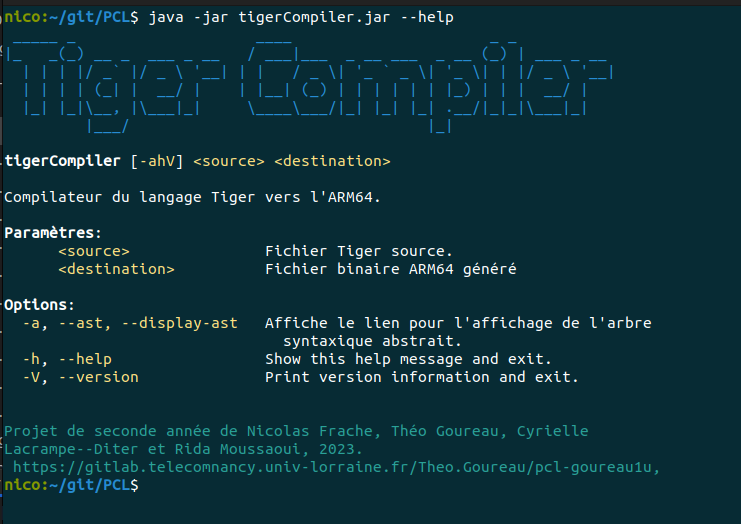 nico:~/git/PCL$ java -jar tigerCompiler.jar --help
Tiger Compiler
tigerCompiler [-ahV] <source> <destination>
Compilateur du langage Tiger vers l'ARM64.
Paramètres:
<source> Fichier Tiger source.
<destination> Fichier binaire ARM64 généré
Options:
-a, --ast, --display-ast Affiche le lien pour l'affichage de l'arbre
syntaxique abstrait.
-h, --help Show this help message and exit.
-V, --version Print version information and exit.
Projet de seconde année de Nicolas Frache, Théo Goureau, Cyrielle
Lacrampe--Diter et Rida Moussaoui, 2023.
https://gitlab.telecomnancy.univ-lorraine.fr/Theo.Goureau/pcl-goureau1u,
nico:~/git/PCL$